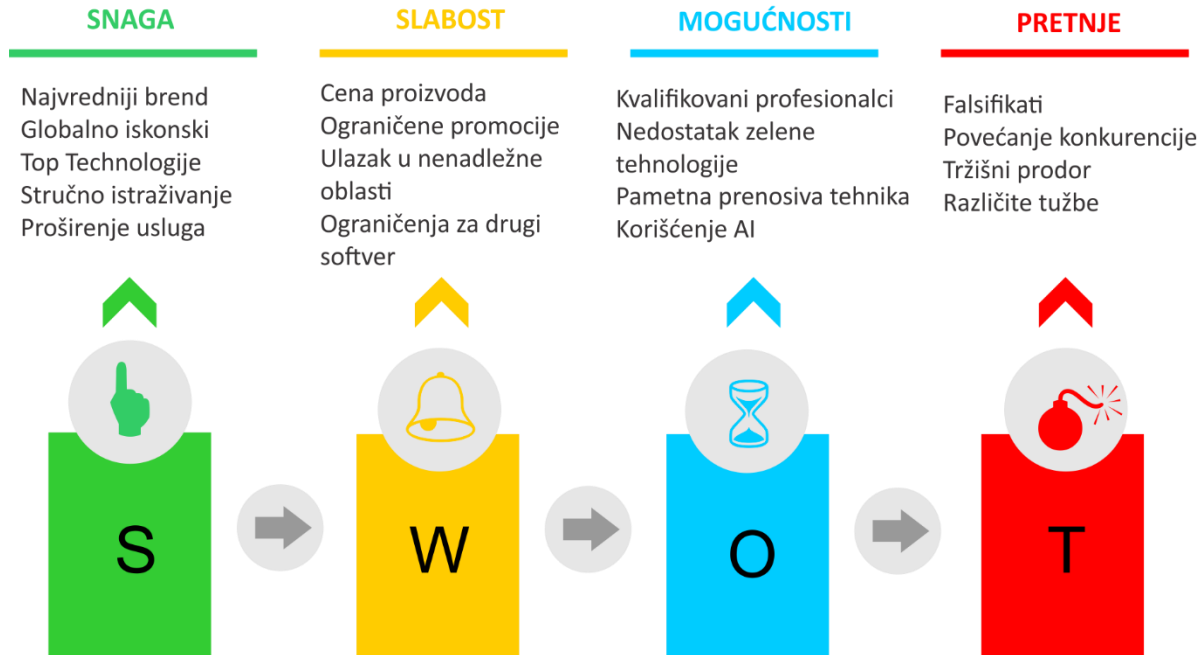 SNAGA
Najvredniji brend
Globalno iskonski
Top Technologije
Stručno istraživanje
Proširenje usluga
S
SLABOST
Cena proizvoda
Ograničene promocije
Ulazak u nenadležne
oblasti
Ograničenja za drugi
softver
W
MOGUĆNOSTI
Kvalifikovani profesionalci
Nedostatak zelene
tehnologije
Pametna prenosiva tehnika
Korišćenje AI
O
PRETNJE
Falsifikati
Povećanje konkurencije
Tržišni prodor
Različite tužbe
T